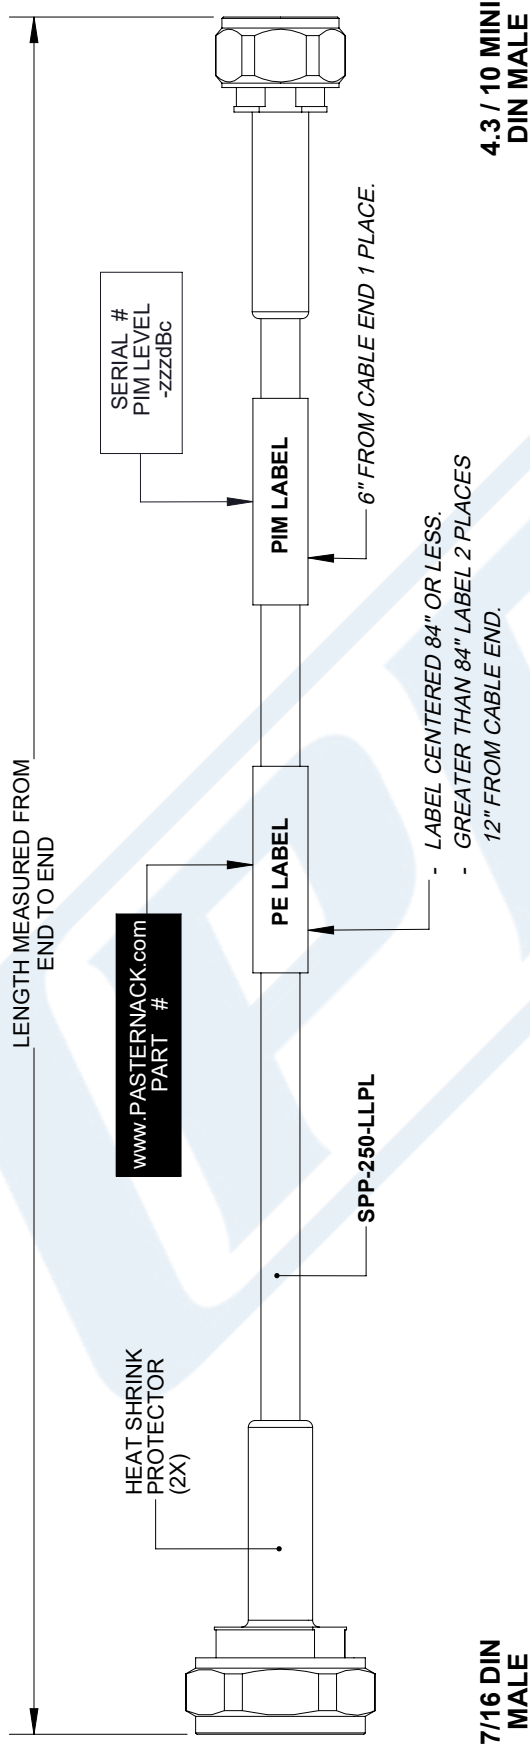 LENGTH MEASURED FROM
END TO END
HEAT SHRINK
PROTECTOR
(2X)
www.PASTERNACK.com
PART #
SERIAL #
PIM LEVEL
-zzzdBc
PE LABEL
PIM LABEL
SPP-250-LLPL
- LABEL CENTERED 84" OR LESS.
- GREATER THAN 84" LABEL 2 PLACES
12" FROM CABLE END.
6" FROM CABLE END 1 PLACE.
7/16 DIN
MALE
4.3 / 10 MINI
DIN MALE